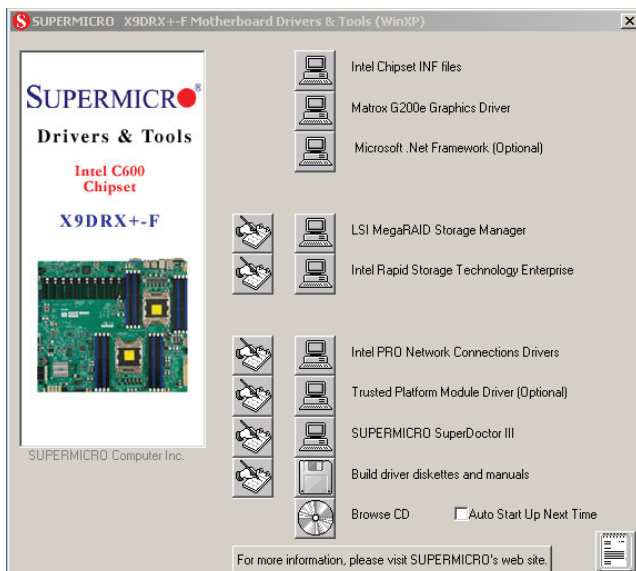 SUPERMICRO X9DRX+-F Motherboard Drivers & Tools (WinXP)
SUPERMICRO®
Drivers & Tools
Intel C600
Chipset
X9DRX+-F
SUPERMICRO Computer Inc.
Intel Chipset INF files
Matrox G200e Graphics Driver
Microsoft .Net Framework (Optional)
LSI MegaRAID Storage Manager
Intel Rapid Storage Technology Enterprise
Intel PRO Network Connections Drivers
Trusted Platform Module Driver (Optional)
SUPERMICRO SuperDoctor III
Build driver diskettes and manuals
Browse CD
Auto Start Up Next Time
For more information, please visit SUPERMICRO's web site.